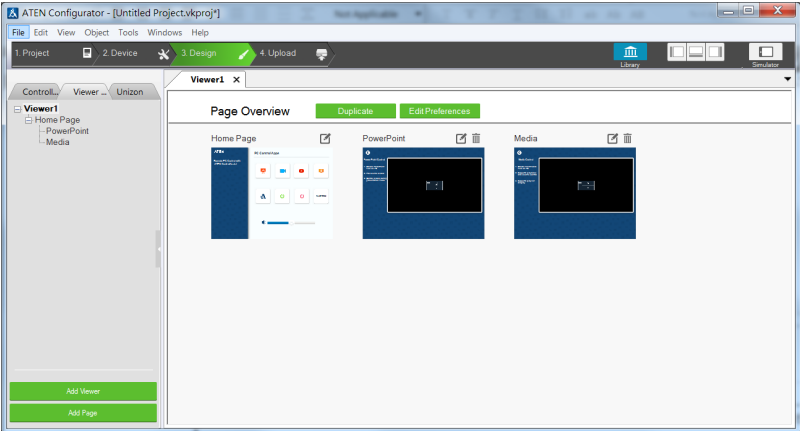 ATEN Configurator - [Untitled Project.vkproj*]
File Edit View Object Tools Windows Help
1. Project 2. Device 3. Design 4. Upload Library Simulator
Controll... Viewer ... Unizon
Viewer1
Home Page
PowerPoint
Media
Add Viewer
Add Page
Viewer1 X
Page Overview Duplicate Edit Preferences
Home Page PowerPoint Media
ATEN